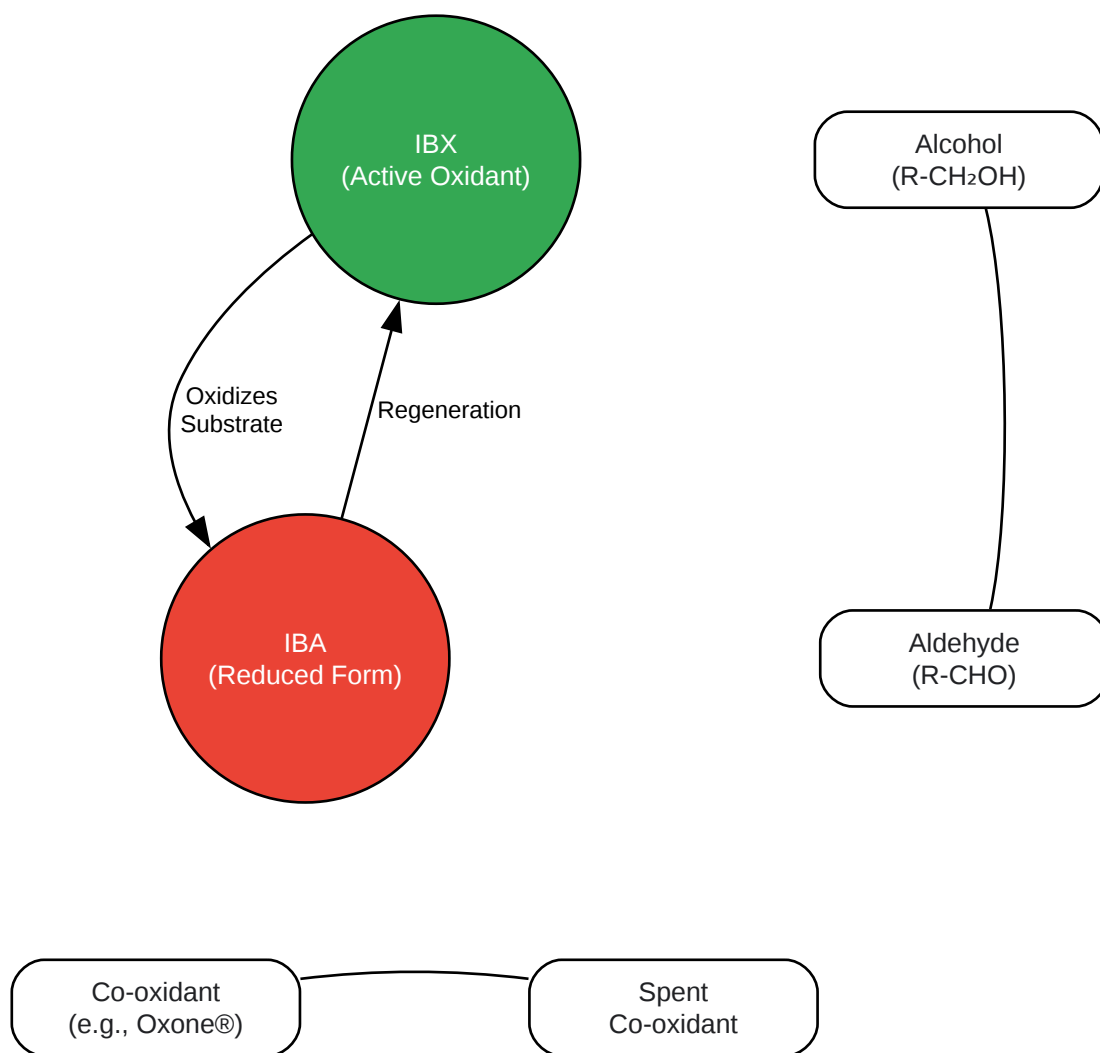 IBX
(Active Oxidant)
Alcohol
(R-CH₂OH)
Oxidizes
Substrate
Regeneration
IBA
(Reduced Form)
Aldehyde
(R-CHO)
Co-oxidant
(e.g., Oxone®)
Spent
Co-oxidant